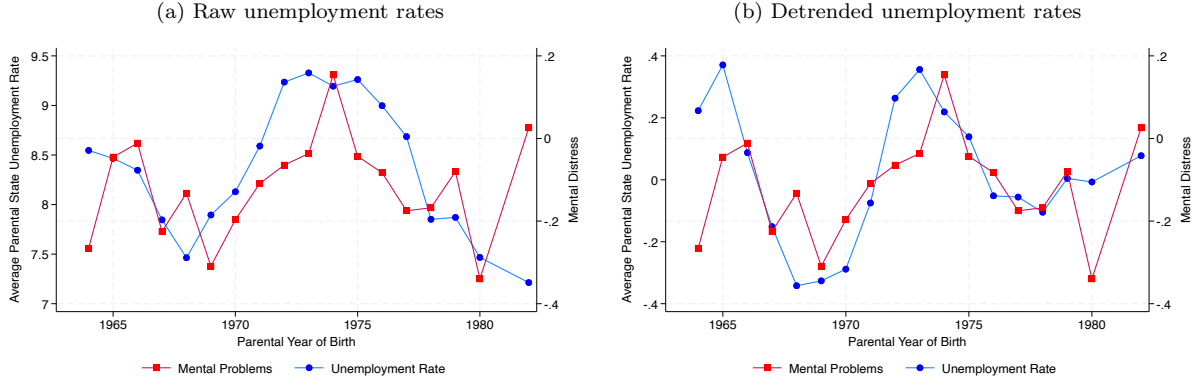 (a) Raw unemployment rates
9.5
9
8.5
8
7.5
7
Average Parental State Unemployment Rate
.2
0
-.2
-.4
Mental Distress
1965 1970 1975 1980
Parental Year of Birth
Mental Problems Unemployment Rate
(b) Detrended unemployment rates
.4
.2
0
-.2
-.4
Average Parental State Unemployment Rate
.2
0
-.2
-.4
Mental Distress
1965 1970 1975 1980
Parental Year of Birth
Mental Problems Unemployment Rate